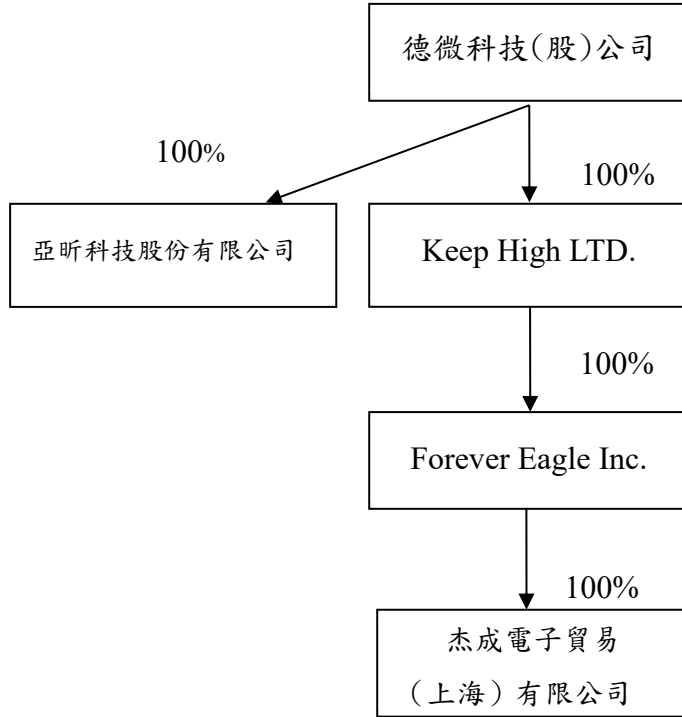 德微科技(股)公司
100%
100%
亞昕科技股份有限公司
Keep High LTD.
100%
Forever Eagle Inc.
100%
杰成電子貿易
（上海）有限公司